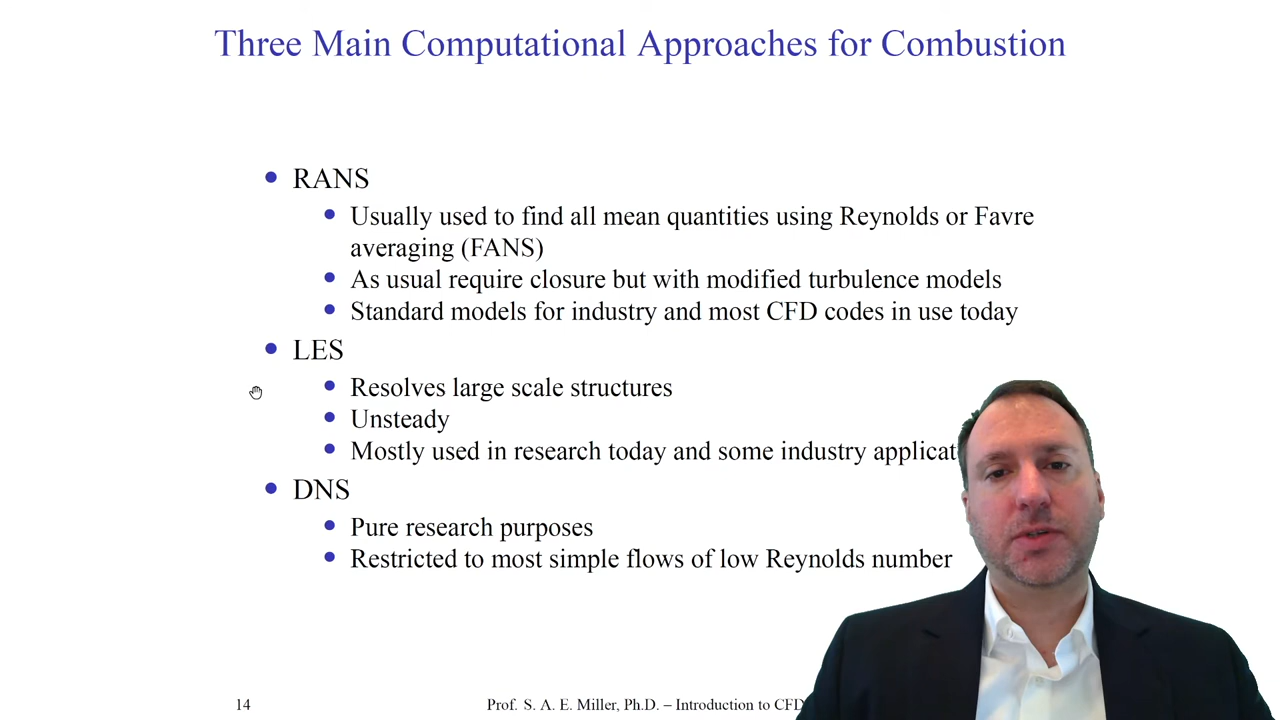 Three Main Computational Approaches for Combustion
RANS
Usually used to find all mean quantities using Reynolds or Favre
averaging (FANS)
As usual require closure but with modified turbulence models
Standard models for industry and most CFD codes in use today
LES
Resolves large scale structures
Unsteady
Mostly used in research today and some industry
DNS
Pure research purposes
Restricted to most simple flows of low Reynolds number
14
Prof. S. A. E. Miller, Ph.D. – Introduction to CFD